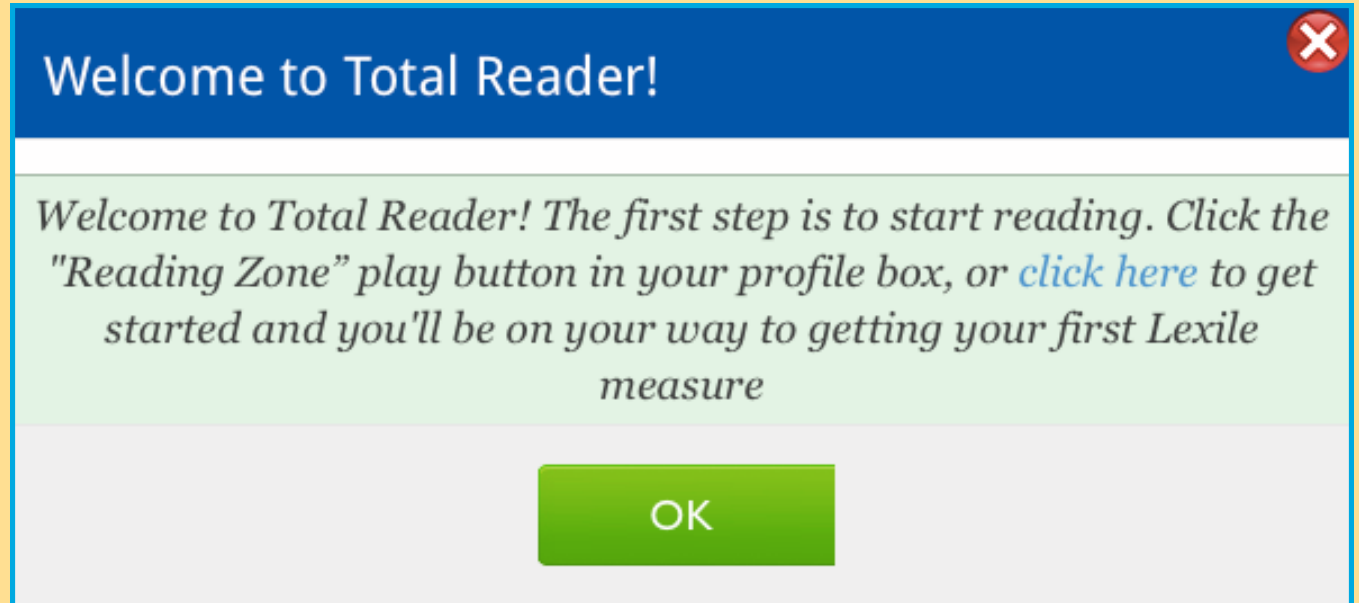 Welcome to Total Reader!
Welcome to Total Reader! The first step is to start reading. Click the
"Reading Zone” play button in your profile box, or click here to get
started and you'll be on your way to getting your first Lexile
measure
OK